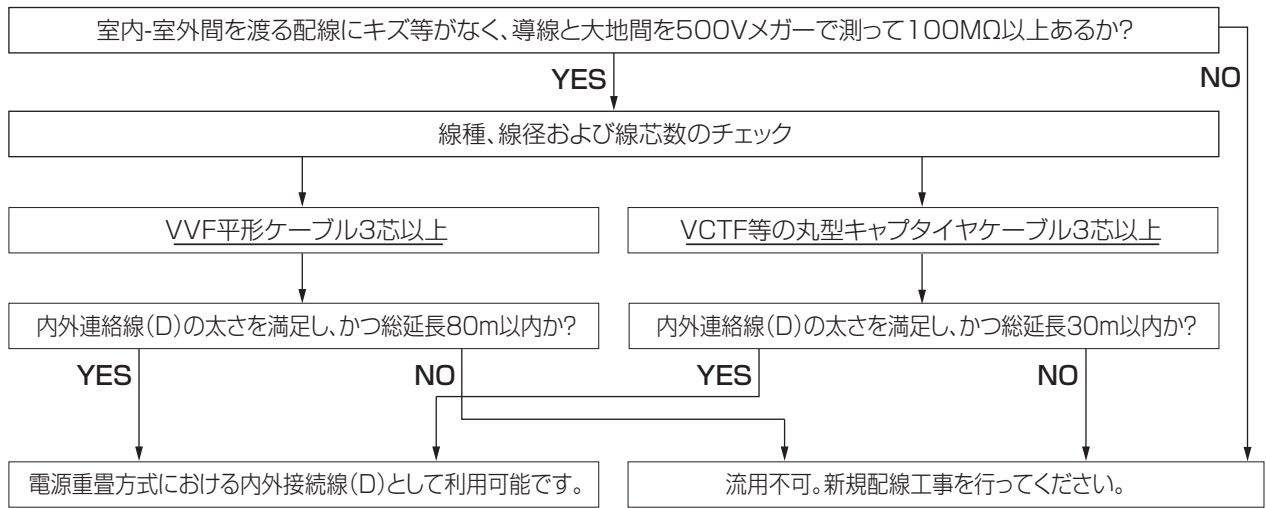 室内-室外間を渡る配線にキズ等がなく、導線と大地間を500Vメガーで測って100MΩ以上あるか?
YES
NO
線種、線径および線芯数のチェック
VVF平形ケーブル3芯以上
VCTF等の丸型キャプタイヤケーブル3芯以上
内外連絡線(D)の太さを満足し、かつ総延長80m以内か?
内外連絡線(D)の太さを満足し、かつ総延長30m以内か?
YES
NO
YES
NO
電源重畳方式における内外接続線(D)として利用可能です。
流用不可。新規配線工事を行ってください。